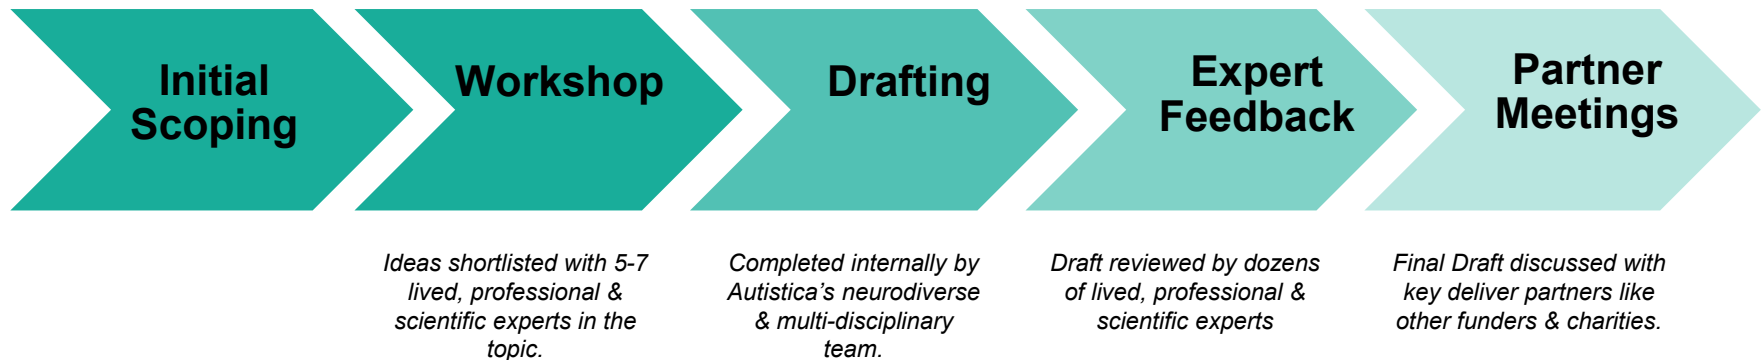 Initial
Scoping
Workshop
Drafting
Expert
Feedback
Partner
Meetings
Ideas shortlisted with 5-7
lived, professional &
scientific experts in the
topic.
Completed internally by
Autistica's neurodiverse
& multi-disciplinary
team.
Draft reviewed by dozens
of lived, professional &
scientific experts
Final Draft discussed with
key deliver partners like
other funders & charities.